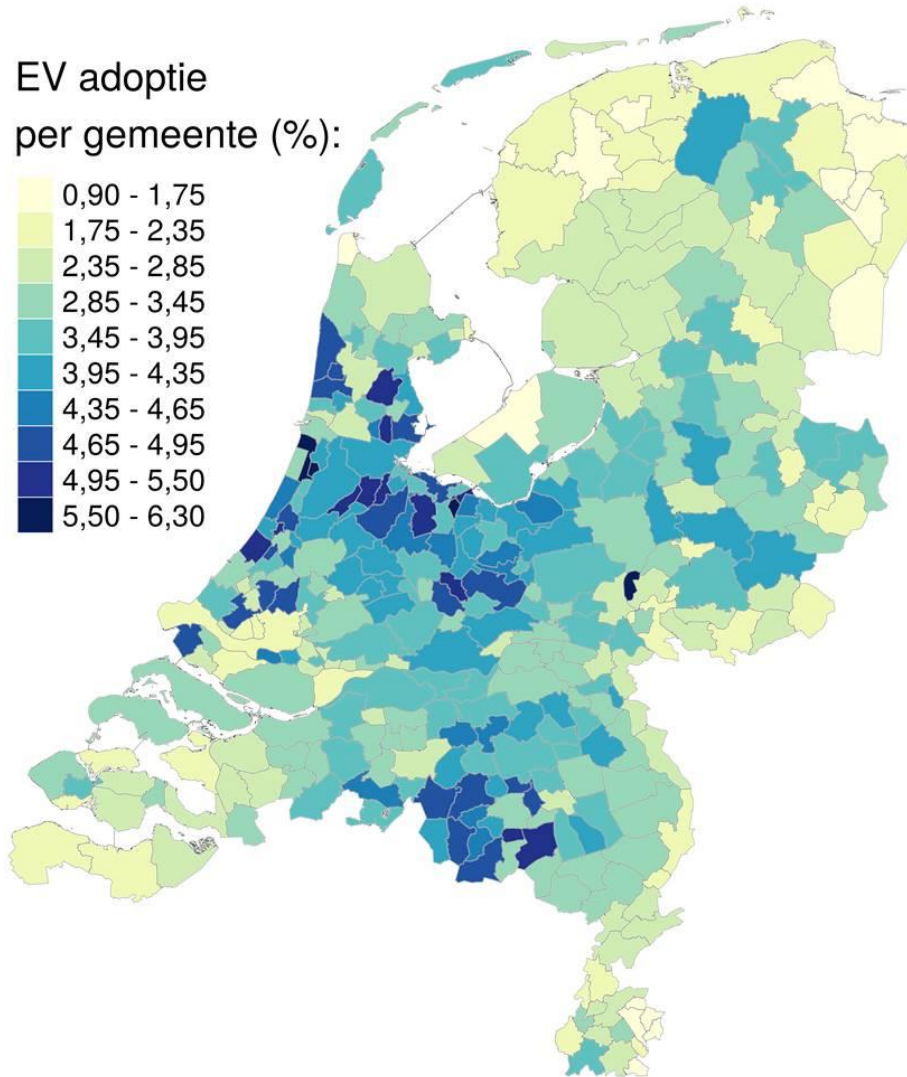 EV adoptie
per gemeente (%):
0,90 - 1,75
1,75 - 2,35
2,35 - 2,85
2,85 - 3,45
3,45 - 3,95
3,95 - 4,35
4,35 - 4,65
4,65 - 4,95
4,95 - 5,50
5,50 - 6,30